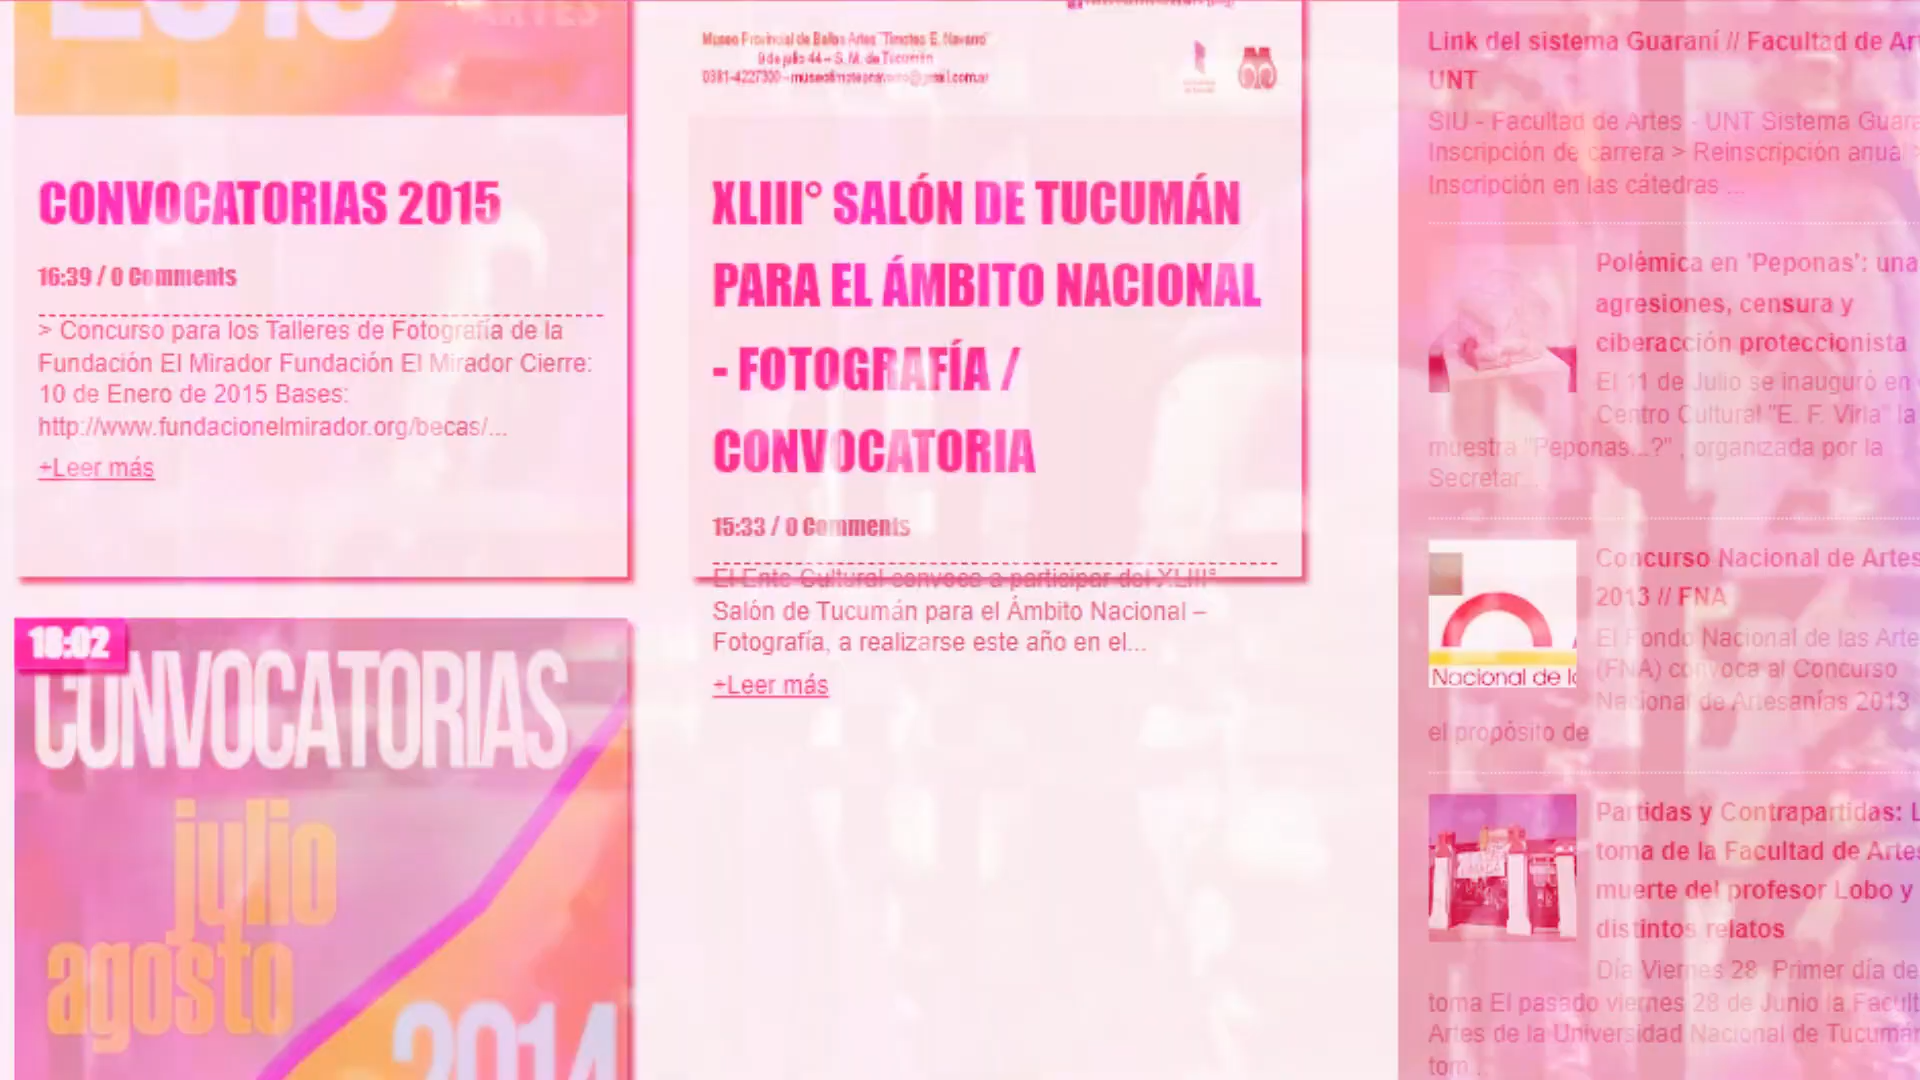 2015
ARTES
CONVOCATORIAS 2015
16:39 / 0 Comments
> Concurso para los Talleres de Fotografía de la
Fundación El Mirador Fundación El Mirador Cierre:
10 de Enero de 2015 Bases:
http://www.fundacionelmirador.org/becas/...
+Leer más
18:02
CONVOCATORIAS
julio
agosto
2014
Museo Provincial de Bellas Artes "Timoteo E. Navarro"
9 de julio 44 – S. M. de Tucumán
XLIII° SALÓN DE TUCUMÁN
PARA EL ÁMBITO NACIONAL
- FOTOGRAFÍA /
CONVOCATORIA
15:33 / 0 Comments
El Ente Cultural convoca a participar del XLIII°
Salón de Tucumán para el Ámbito Nacional –
Fotografía, a realizarse este año en el...
+Leer más
Link del sistema Guaraní // Facultad de Art
UNT
SIU - Facultad de Artes - UNT Sistema Guara
Inscripción de carrera > Reinscripción anual >
Inscripción en las cátedras ...
Polémica en 'Peponas': una
agresiones, censura y
ciberacción proteccionista
El 11 de Julio se inauguró en
Centro Cultural "E. F. Virla" la
muestra "Peponas...?" , organizada por la
Secretar...
Concurso Nacional de Artes
2013 // FNA
El Fondo Nacional de las Arte
(FNA) convoca al Concurso
Nacional de Artesanías 2013
el propósito de
Nacional de l
Partidas y Contrapartidas: L
toma de la Facultad de Artes
muerte del profesor Lobo y
distintos relatos
Día Viernes 28 Primer día de
toma El pasado viernes 28 de Junio la Facult
Artes de la Universidad Nacional de Tucumán
tom...